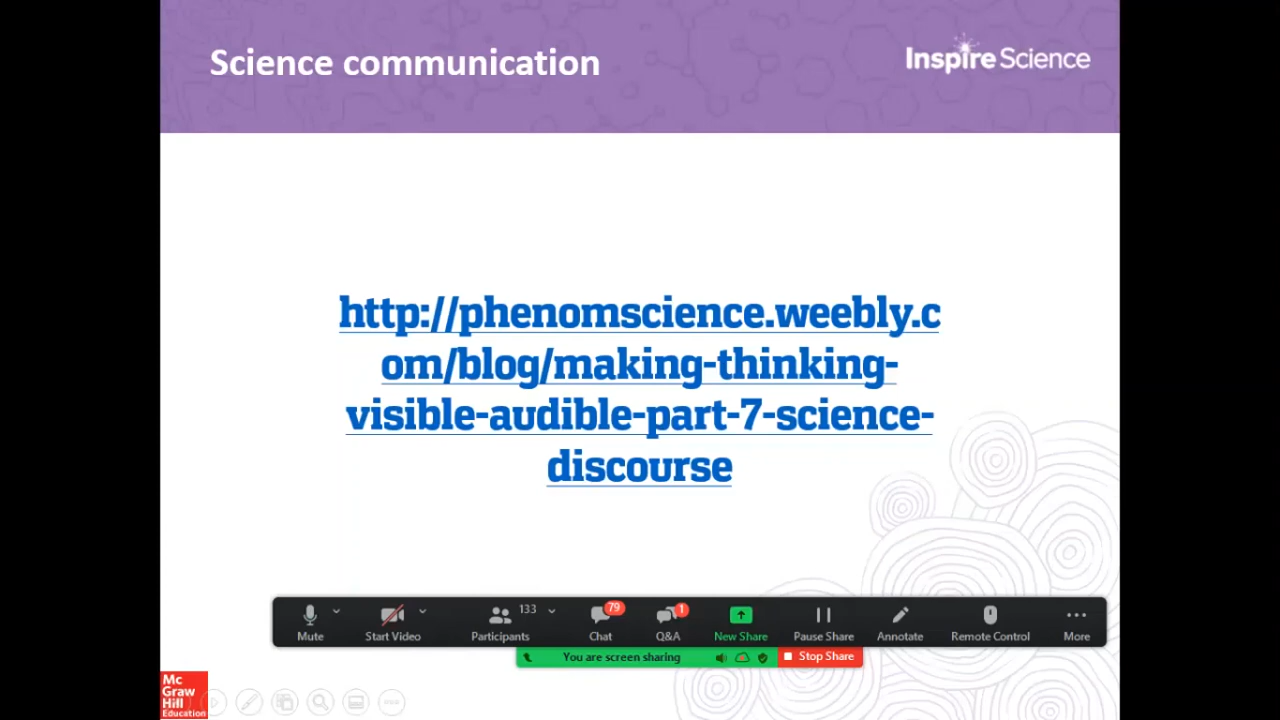 Science communication
Inspire Science
http://phenomscience.weebly.c
om/blog/making-thinking-
visible-audible-part-7-science-
discourse
133
79
1
Mute
Start Video
Participants
Chat
Q&A
New Share
Pause Share
Annotate
Remote Control
More
You are screen sharing
Stop Share
Mc
Graw
Hill
Education